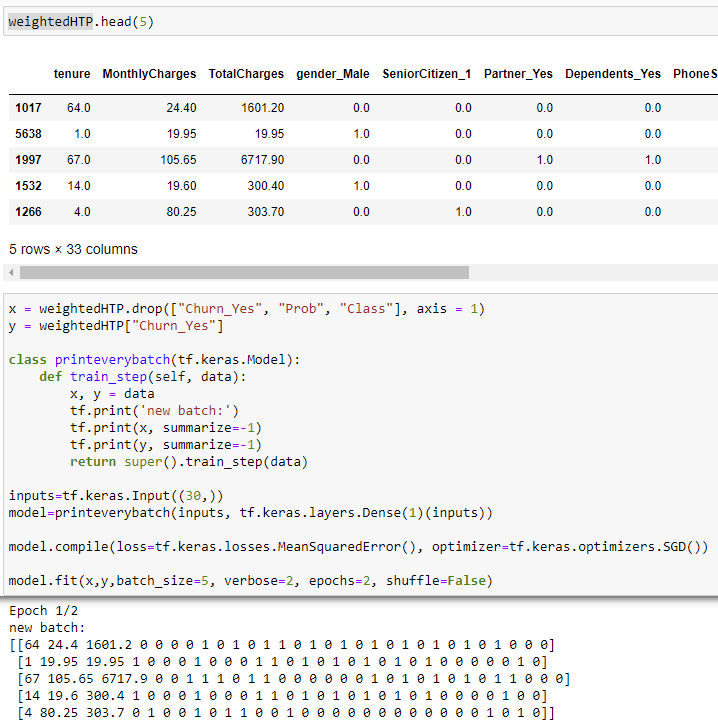 weightedHTP.head(5)
tenure MonthlyCharges TotalCharges gender_Male SeniorCitizen_1 Partner_Yes Dependents_Yes PhoneS
1017 64.0 24.40 1601.20 0.0 0.0 0.0 0.0
5638 1.0 19.95 19.95 1.0 0.0 0.0 0.0
1997 67.0 105.65 6717.90 0.0 0.0 1.0 1.0
1532 14.0 19.60 300.40 1.0 0.0 0.0 0.0
1266 4.0 80.25 303.70 0.0 1.0 0.0 0.0
5 rows × 33 columns
x = weightedHTP.drop(["Churn_Yes", "Prob", "Class"], axis = 1)
y = weightedHTP["Churn_Yes"]
class printeverybatch(tf.keras.Model):
def train_step(self, data):
x, y = data
tf.print('new batch:')
tf.print(x, summarize=-1)
tf.print(y, summarize=-1)
return super().train_step(data)
inputs=tf.keras.Input((30,))
model=printeverybatch(inputs, tf.keras.layers.Dense(1)(inputs))
model.compile(loss=tf.keras.losses.MeanSquaredError(), optimizer=tf.keras.optimizers.SGD())
model.fit(x,y,batch_size=5, verbose=2, epochs=2, shuffle=False)
Epoch 1/2
new batch:
[[64 24.4 1601.2 0 0 0 0 1 0 1 0 1 1 0 1 0 1 0 1 0 1 0 1 0 1 0 1 0 0 0]
[1 19.95 19.95 1 0 0 0 1 0 0 0 1 1 0 1 0 1 0 1 0 1 0 1 0 0 0 0 0 1 0]
[67 105.65 6717.9 0 0 1 1 1 0 1 1 0 0 0 0 0 0 1 0 1 0 1 0 1 0 1 1 0 0 0]
[14 19.6 300.4 1 0 0 0 1 0 0 0 1 1 0 1 0 1 0 1 0 1 0 1 0 0 0 0 1 0 0]
[4 80.25 303.7 0 1 0 0 1 0 1 1 0 0 1 0 0 0 0 0 0 0 0 0 0 0 0 1 0 1 0]]